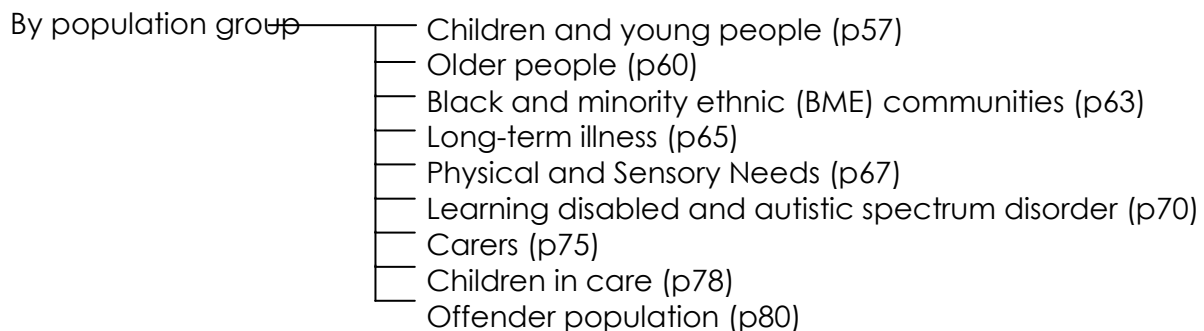 By population group
Children and young people (p57)
Older people (p60)
Black and minority ethnic (BME) communities (p63)
Long-term illness (p65)
Physical and Sensory Needs (p67)
Learning disabled and autistic spectrum disorder (p70)
Carers (p75)
Children in care (p78)
Offender population (p80)